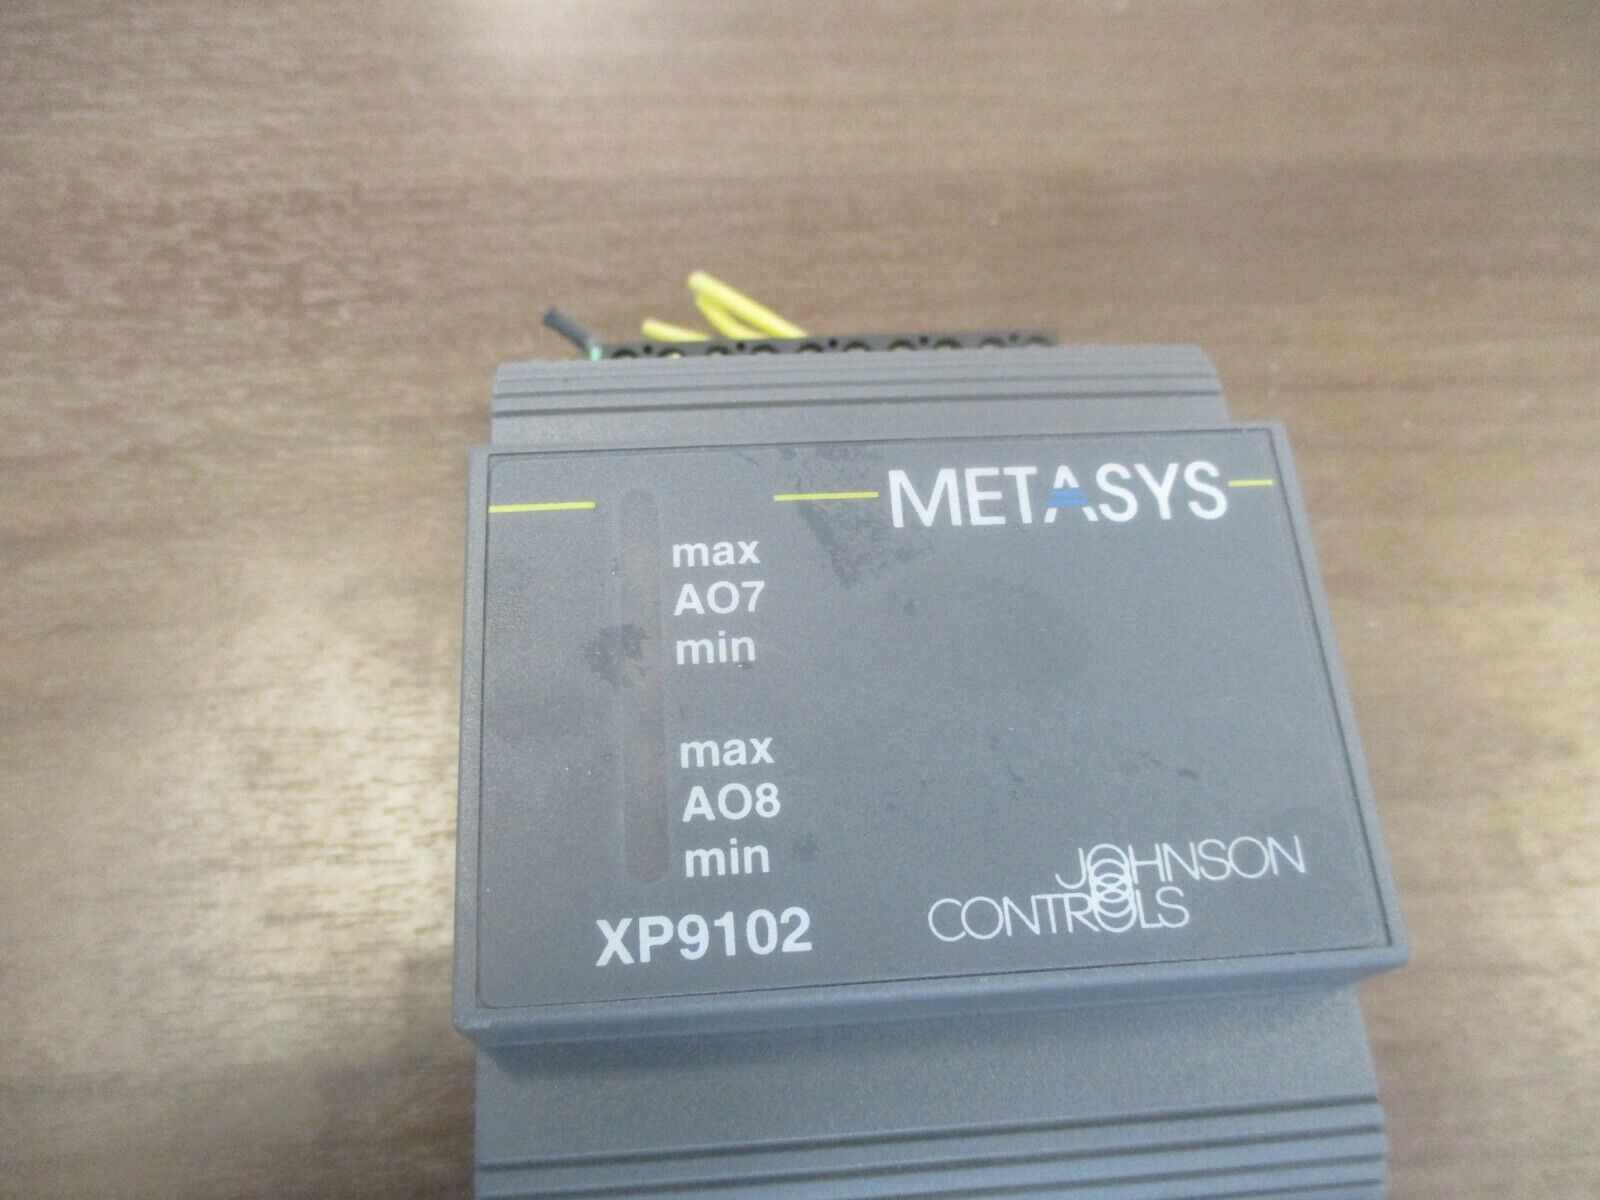 METASYS
max
AO7
min
max
AO8
min
XP9102
JOHNSON
CONTROLS